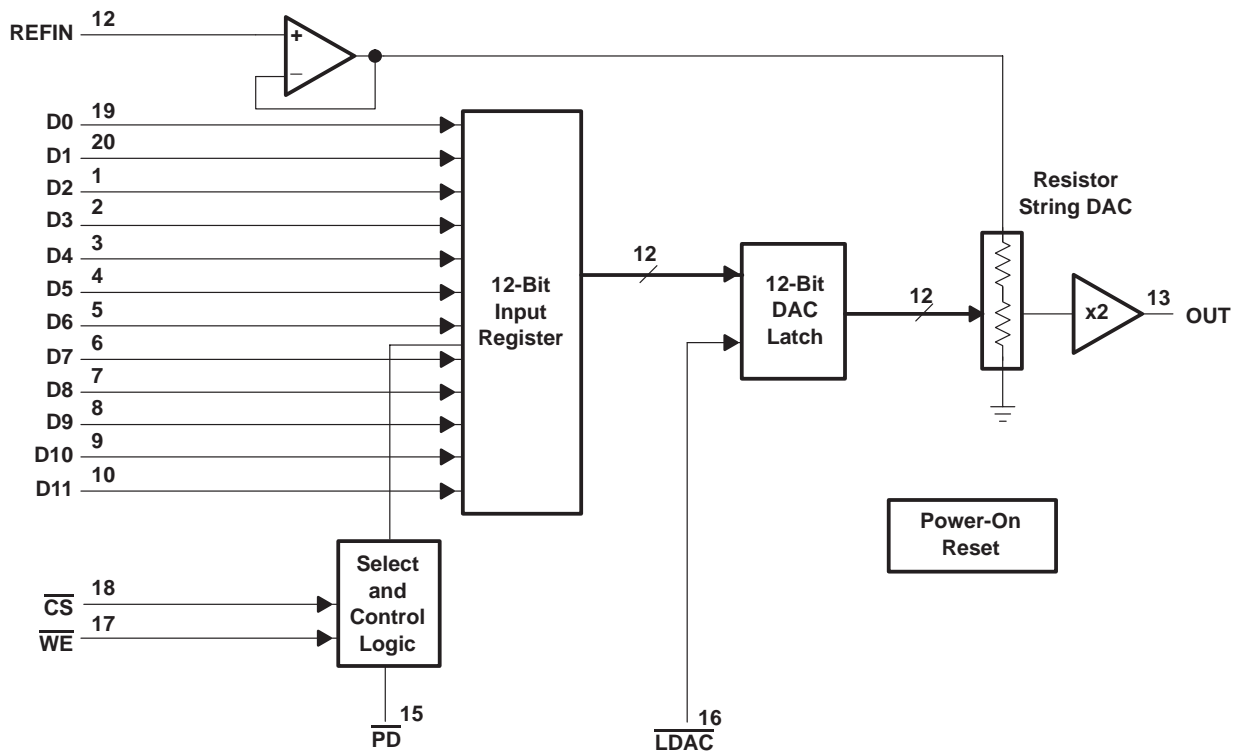 REFIN 12
+
−
D0 19
D1 20
D2 1
D3 2
D4 3
D5 4
D6 5
D7 6
D8 7
D9 8
D10 9
D11 10
12-Bit
Input
Register
12
12-Bit
DAC
Latch
12
Resistor
String DAC
x2
13
OUT
Power-On
Reset
Select
and
Control
Logic
CS 18
WE 17
PD 15
LDAC 16